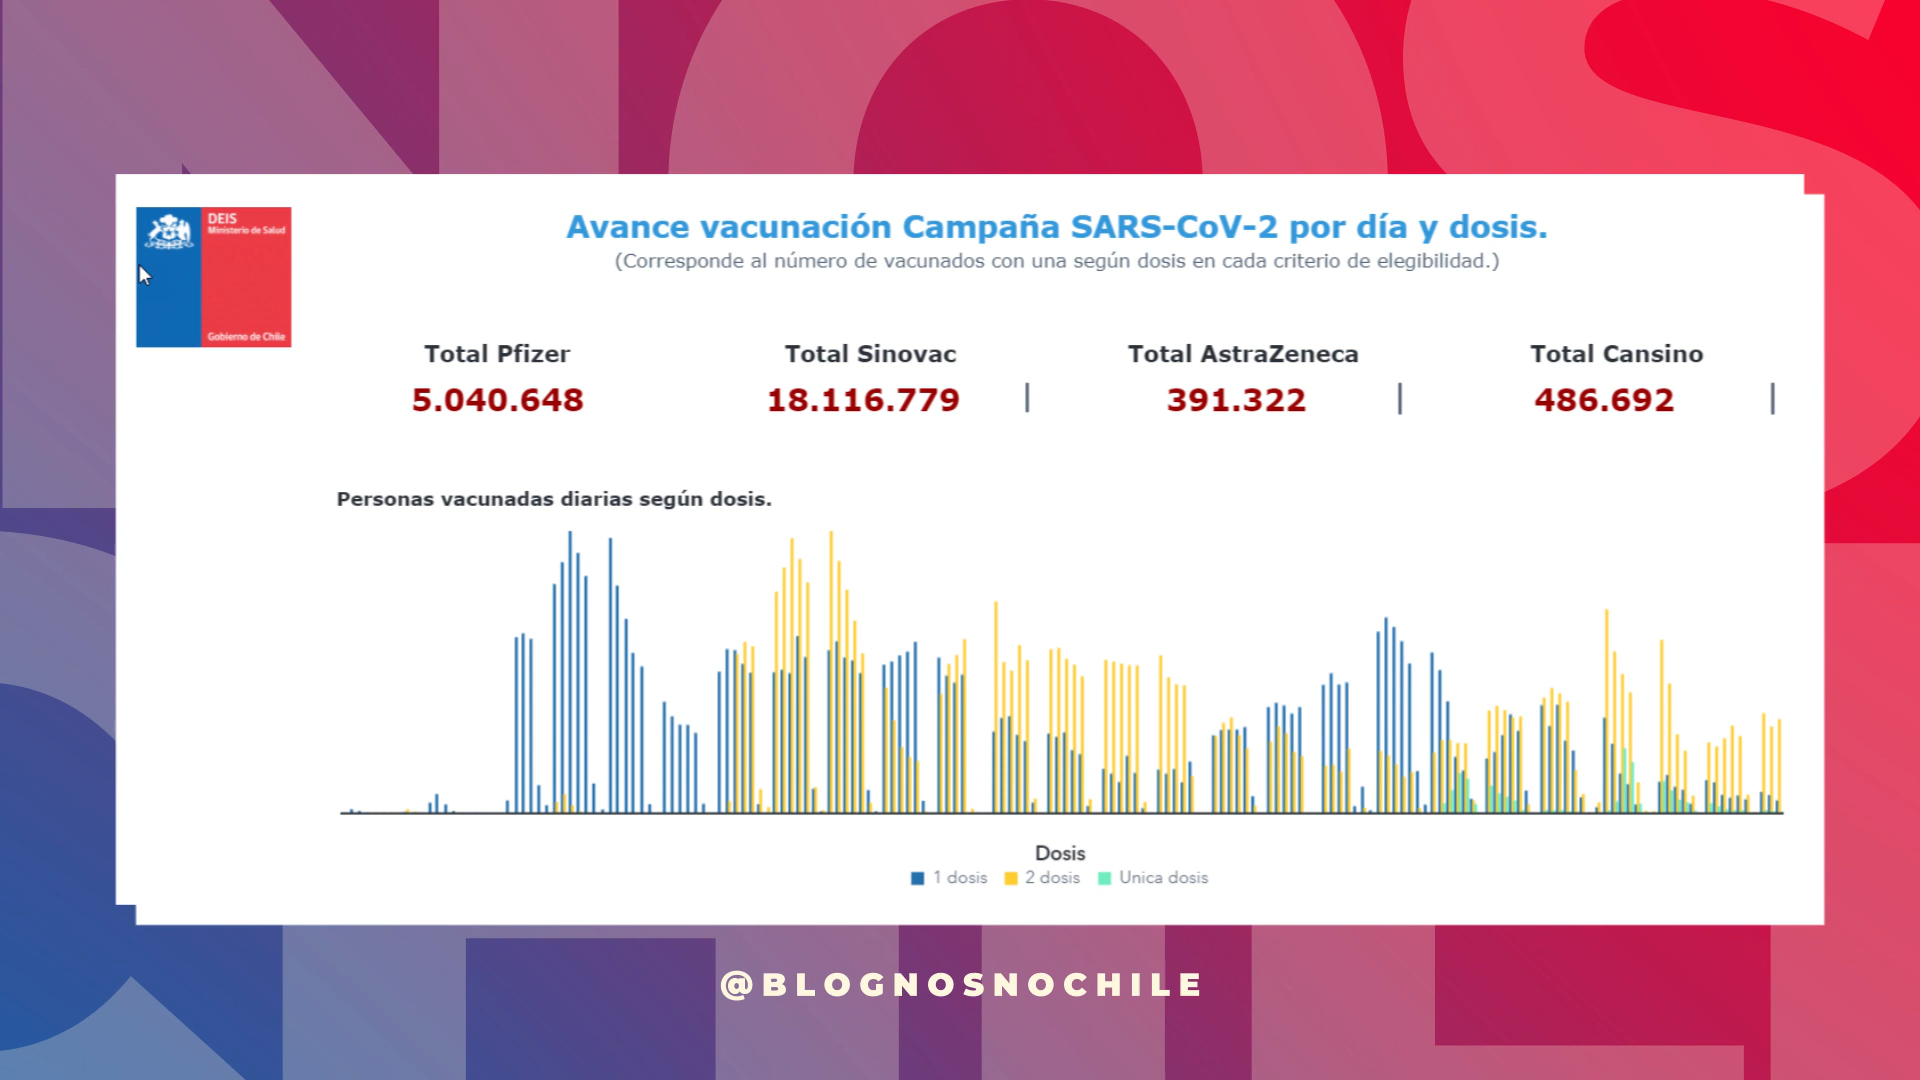 DEIS
Ministerio de Salud
Gobierno de Chile
Avance vacunación Campaña SARS-CoV-2 por día y dosis.
(Corresponde al número de vacunados con una según dosis en cada criterio de elegibilidad.)
Total Pfizer
5.040.648
Total Sinovac
18.116.779
Total AstraZeneca
391.322
Total Cansino
486.692
Personas vacunadas diarias según dosis.
Dosis
1 dosis
2 dosis
Unica dosis
@BLOGNOSNOCHILE